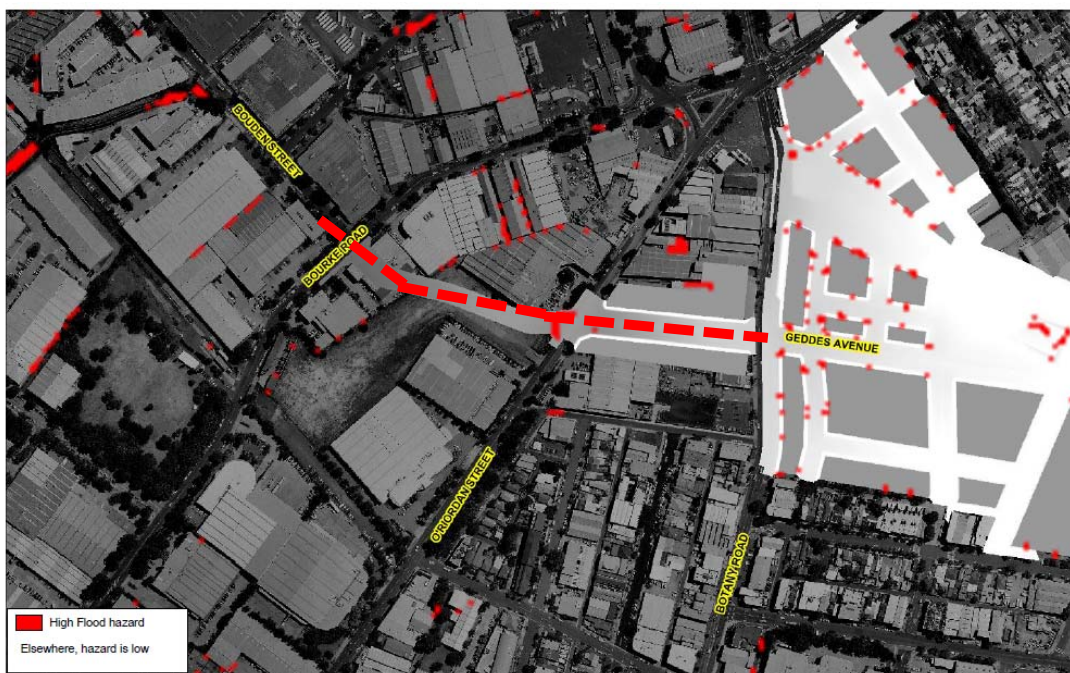 BOUDEN STREET
BOURKE ROAD
GEDDES AVENUE
O'RIORDAN STREET
BOTANY ROAD
High Flood hazard
Elsewhere, hazard is low